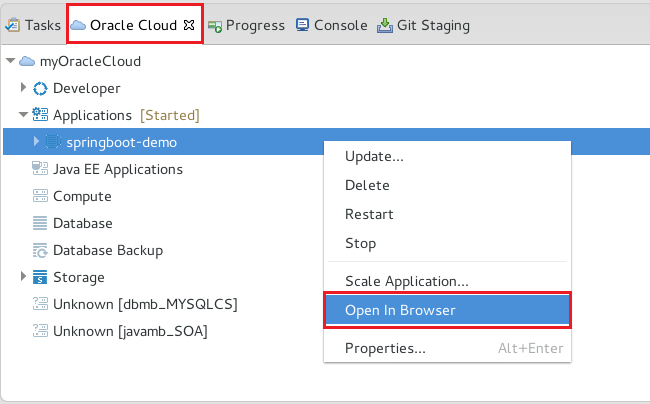 Tasks Oracle Cloud Progress Console Git Staging
myOracleCloud
Developer
Applications [Started]
springboot-demo
Java EE Applications
Compute
Database
Database Backup
Storage
Unknown [dbmb_MYSQLCS]
Unknown [javamb_SOA]
Update...
Delete
Restart
Stop
Scale Application...
Open In Browser
Properties... Alt+Enter